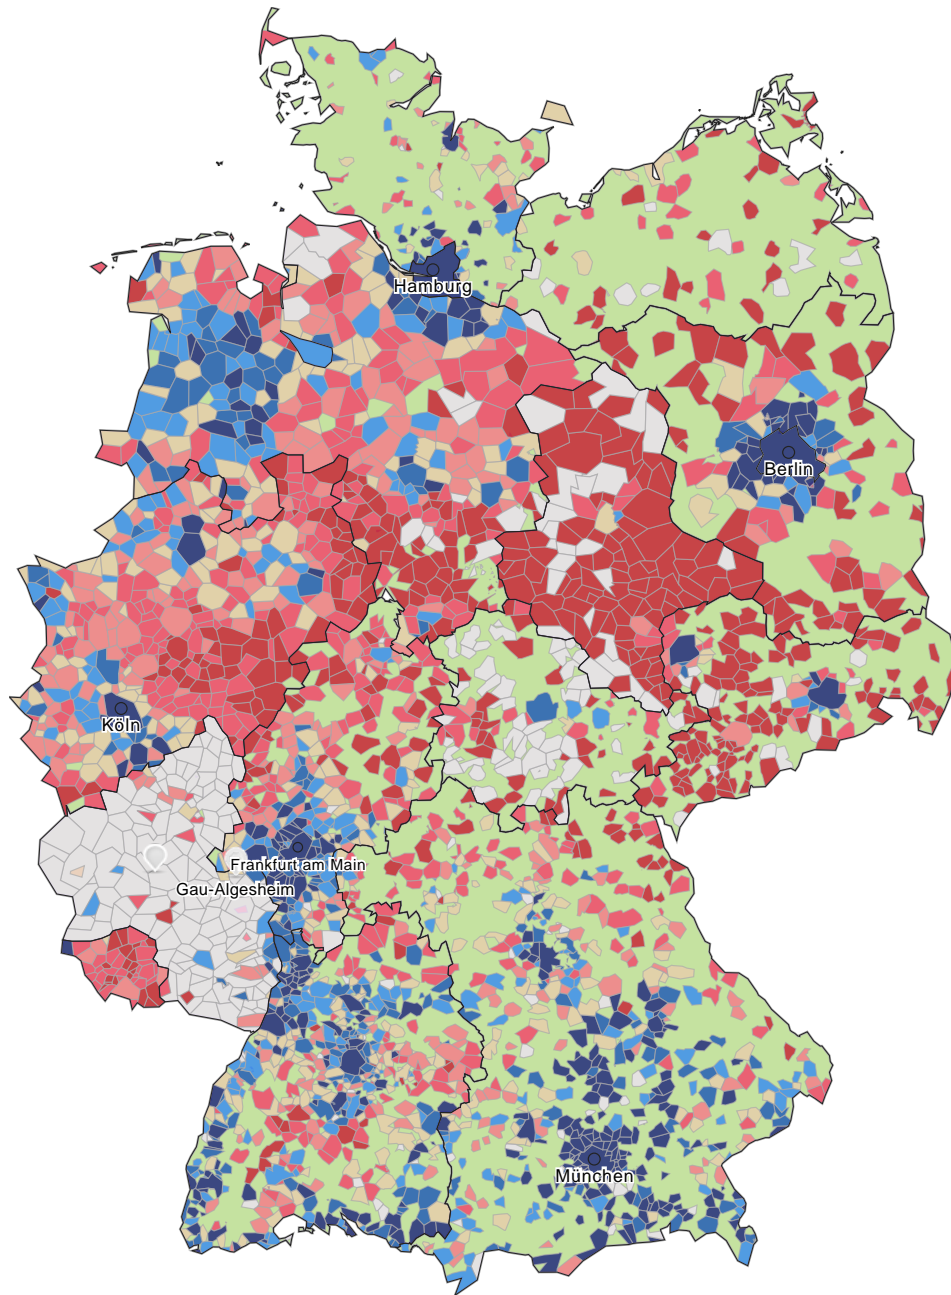 Hamburg
Berlin
Köln
Frankfurt am Main
Gau-Algesheim
München